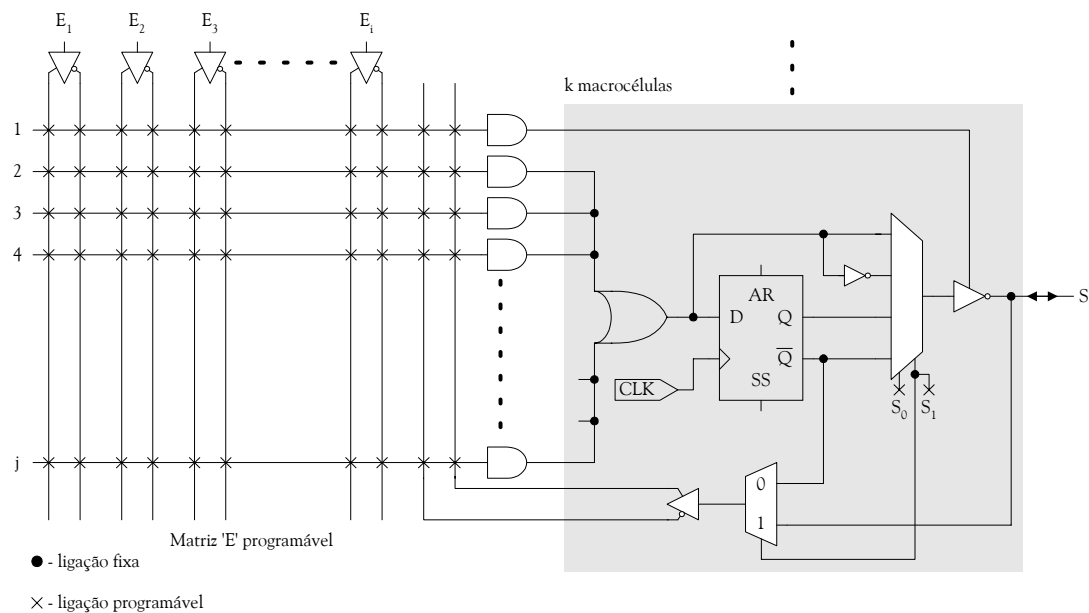 E1 E2 E3 Ei
k macrocélulas
1
2
3
4
j
AR
D Q
Q
SS
CLK
S
S0 S1
0
1
Matriz 'E' programável
- ligação fixa
- ligação programável